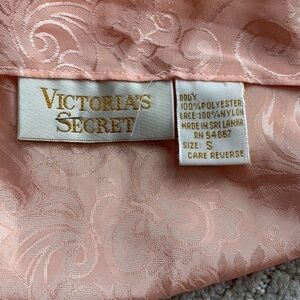 VICTORIA'S
SECRET
BODY
100%POLYESTER
LACE:100%NYLON
MADE IN SRI LANKA
RN 54867
SIZE: S
CARE REVERSE